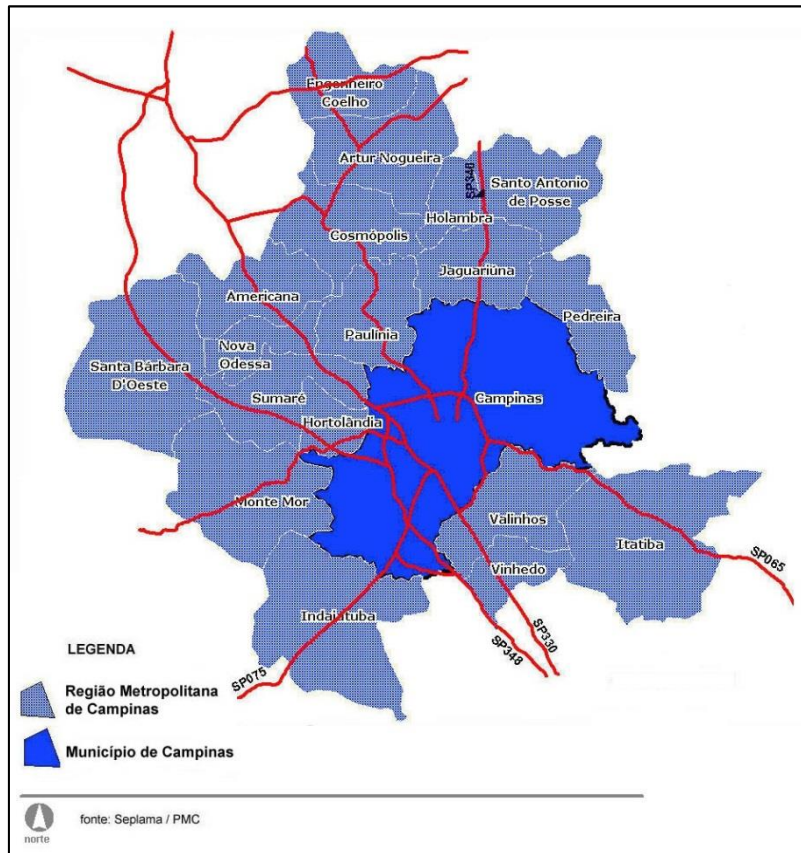 Engenheiro
Coelho
Artur Nogueira
SP340
Santo Antonio
de Posse
Holambra
Cosmópolis
Jaguariúna
Americana
Pedreira
Paulínia
Nova
Odessa
Santa Bárbara
D'Oeste
Sumaré
Campinas
Hortolândia
Monte Mor
Valinhos
Itatiba
Vinhedo
SP065
Indaiatuba
SP330
SP348
SP075
LEGENDA
Região Metropolitana
de Campinas
Município de Campinas
norte
fonte: Seplama / PMC